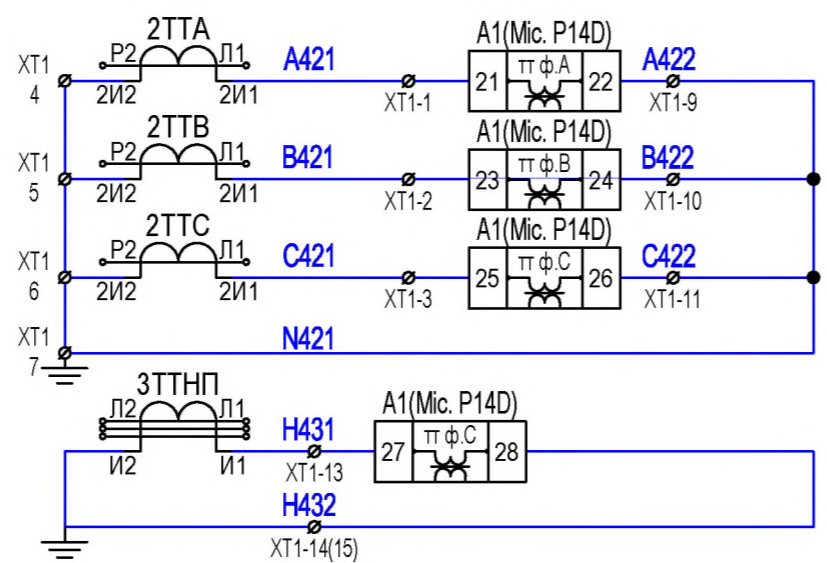 2ТТА
А1(Mic. P14D)
ХТ1
4
Р2
Л1
А421
21
тт ф.А
22
А422
2И2
2И1
ХТ1-1
ХТ1-9
2ТТВ
А1(Mic. P14D)
ХТ1
5
Р2
Л1
В421
23
тт ф.В
24
В422
2И2
2И1
ХТ1-2
ХТ1-10
2ТТС
А1(Mic. P14D)
ХТ1
6
Р2
Л1
С421
25
тт ф.С
26
С422
2И2
2И1
ХТ1-3
ХТ1-11
ХТ1
7
N421
3ТТНП
А1(Mic. P14D)
Л2
Л1
Н431
27
тт ф.С
28
И2
И1
ХТ1-13
Н432
ХТ1-14(15)